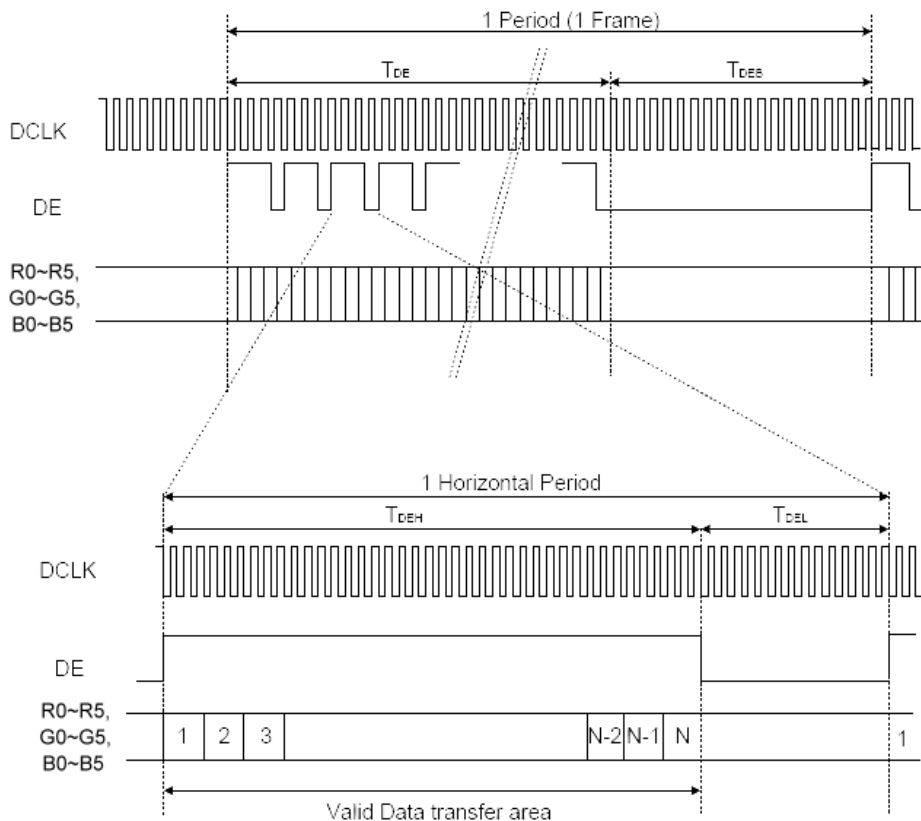 1 Period (1 Frame)
TDE
TDEB
DCLK
DE
R0~R5,
G0~G5,
B0~B5
1 Horizontal Period
TDEH
TDEL
DCLK
DE
R0~R5,
G0~G5,
B0~B5
1 2 3 N-2 N-1 N 1
Valid Data transfer area